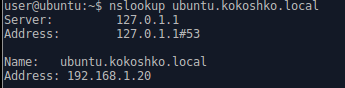 user@ubuntu:~$ nslookup ubuntu.kokoshko.local
Server:         127.0.1.1
Address:        127.0.1.1#53
Name:   ubuntu.kokoshko.local
Address: 192.168.1.20